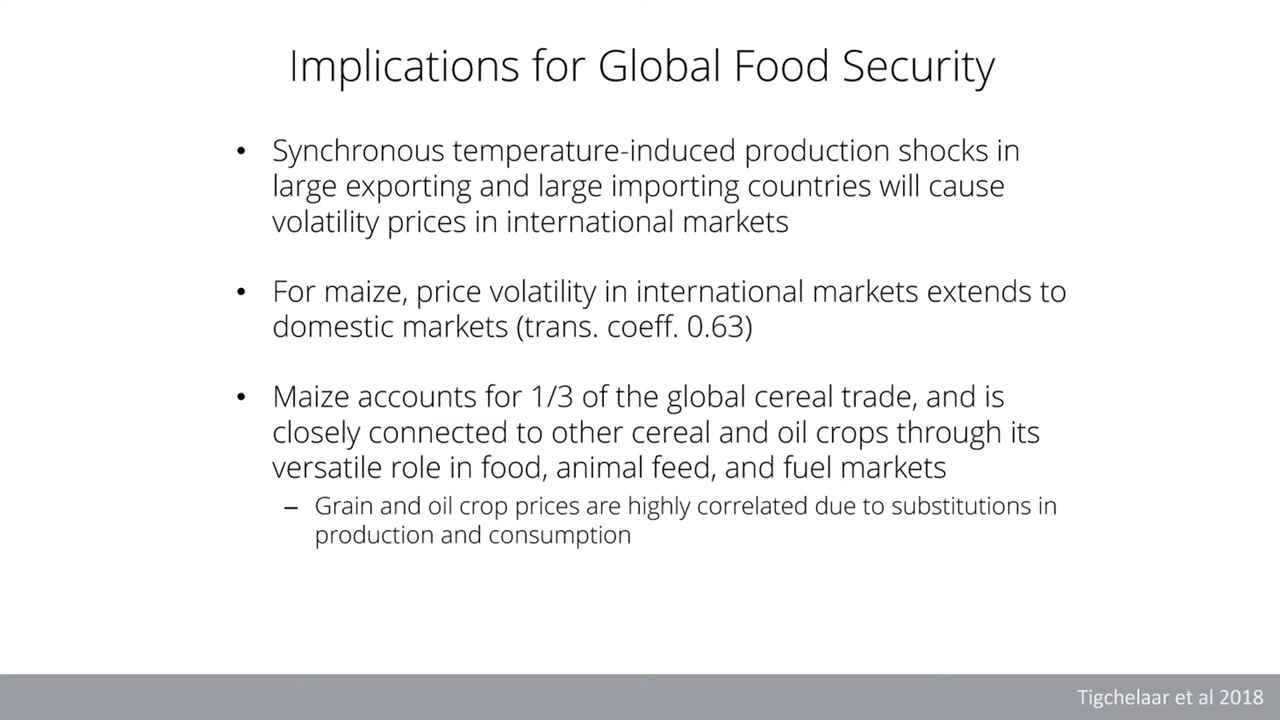 Implications for Global Food Security
• Synchronous temperature-induced production shocks in
large exporting and large importing countries will cause
volatility prices in international markets
• For maize, price volatility in international markets extends to
domestic markets (trans. coeff. 0.63)
• Maize accounts for 1/3 of the global cereal trade, and is
closely connected to other cereal and oil crops through its
versatile role in food, animal feed, and fuel markets
– Grain and oil crop prices are highly correlated due to substitutions in
production and consumption
Tigchelaar et al 2018